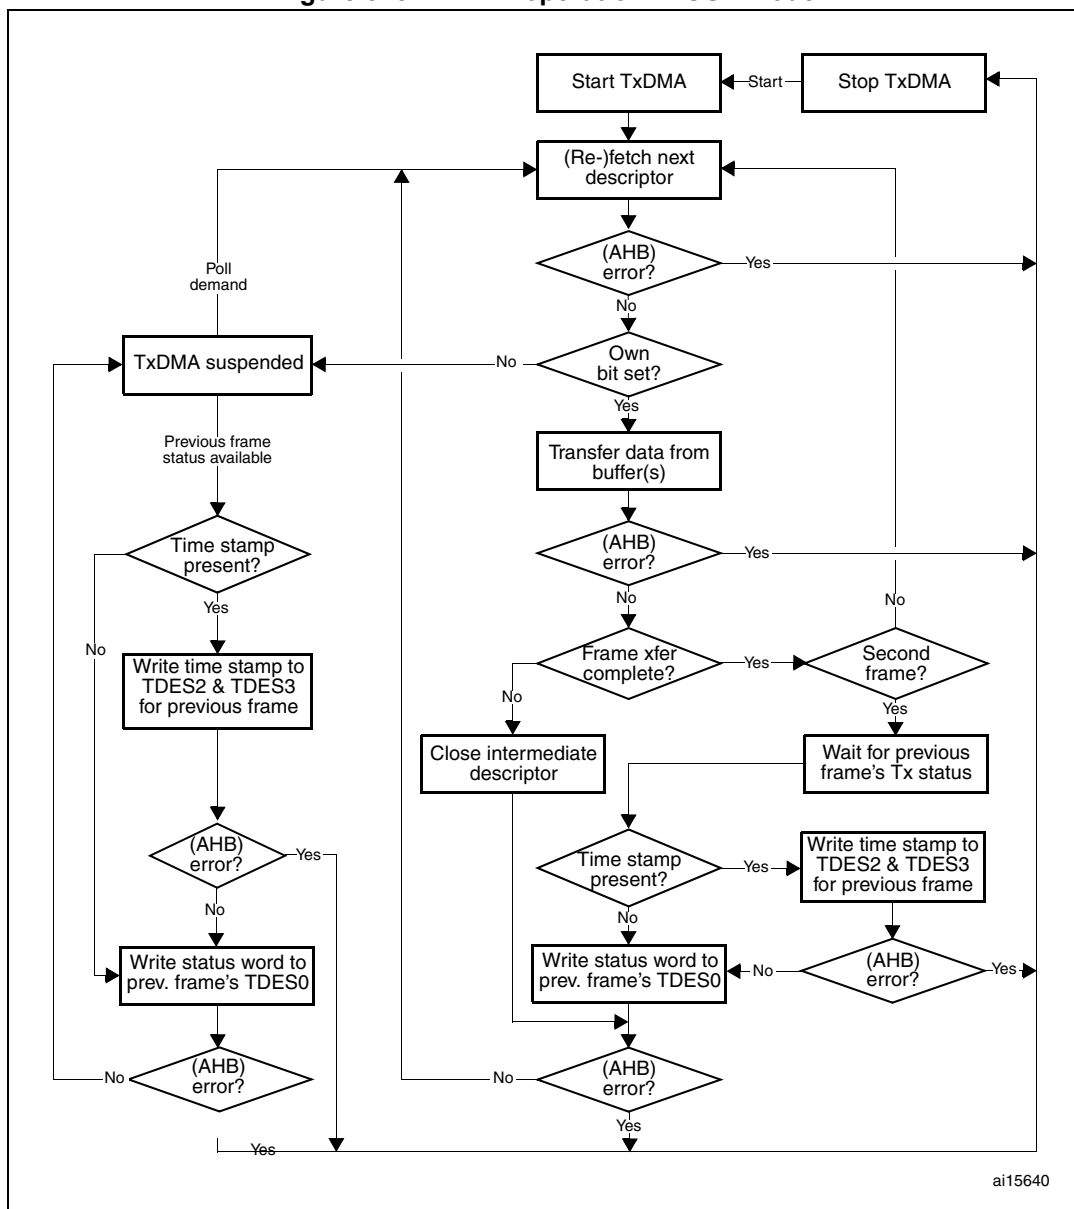 Start TxDMA
Start
Stop TxDMA
(Re-)fetch next
descriptor
(AHB)
error?
Yes
Poll
demand
No
TxDMA suspended
No
Own
bit set?
Yes
Previous frame
status available
Transfer data from
buffer(s)
Time stamp
present?
(AHB)
error?
Yes
No
Yes
No
No
Write time stamp to
TDES2 & TDES3
for previous frame
Frame xfer
complete?
Yes
Second
frame?
No
Yes
Close intermediate
descriptor
Wait for previous
frame's Tx status
(AHB)
error?
Yes
Time stamp
present?
Yes
Write time stamp to
TDES2 & TDES3
for previous frame
No
No
Write status word to
prev. frame's TDES0
Write status word to
prev. frame's TDES0
No
(AHB)
error?
Yes
No
(AHB)
error?
No
(AHB)
error?
Yes
Yes
ai15640